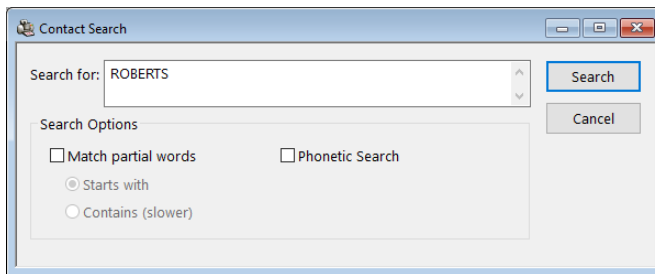 Contact Search
Search for: ROBERTS
Search
Cancel
Search Options
Match partial words
Phonetic Search
Starts with
Contains (slower)